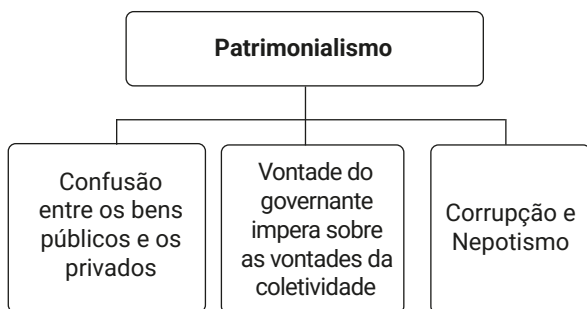 Patrimonialismo
Confusão
entre os bens
públicos e os
privados
Vontade do
governante
impera sobre
as vontades da
coletividade
Corrupção e
Nepotismo